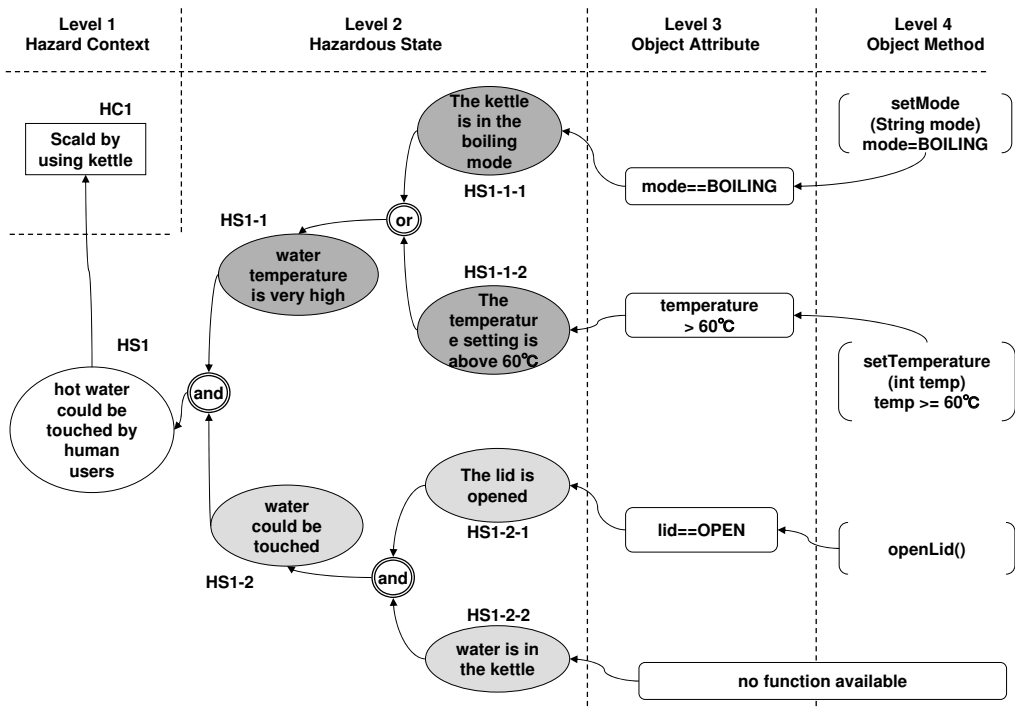 Level 1
Hazard Context
Level 2
Hazardous State
Level 3
Object Attribute
Level 4
Object Method
HC1
Scald by
using kettle
The kettle
is in the
boiling
mode
HS1-1-1
mode==BOILING
setMode
(String mode)
mode=BOILING
or
HS1-1
water
temperature
is very high
HS1-1-2
The
temperatur
e setting is
above 60℃
temperature
> 60℃
setTemperature
(int temp)
temp >= 60℃
HS1
hot water
could be
touched by
human
users
and
water
could be
touched
HS1-2
The lid is
opened
HS1-2-1
lid==OPEN
openLid()
and
HS1-2-2
water is in
the kettle
no function available